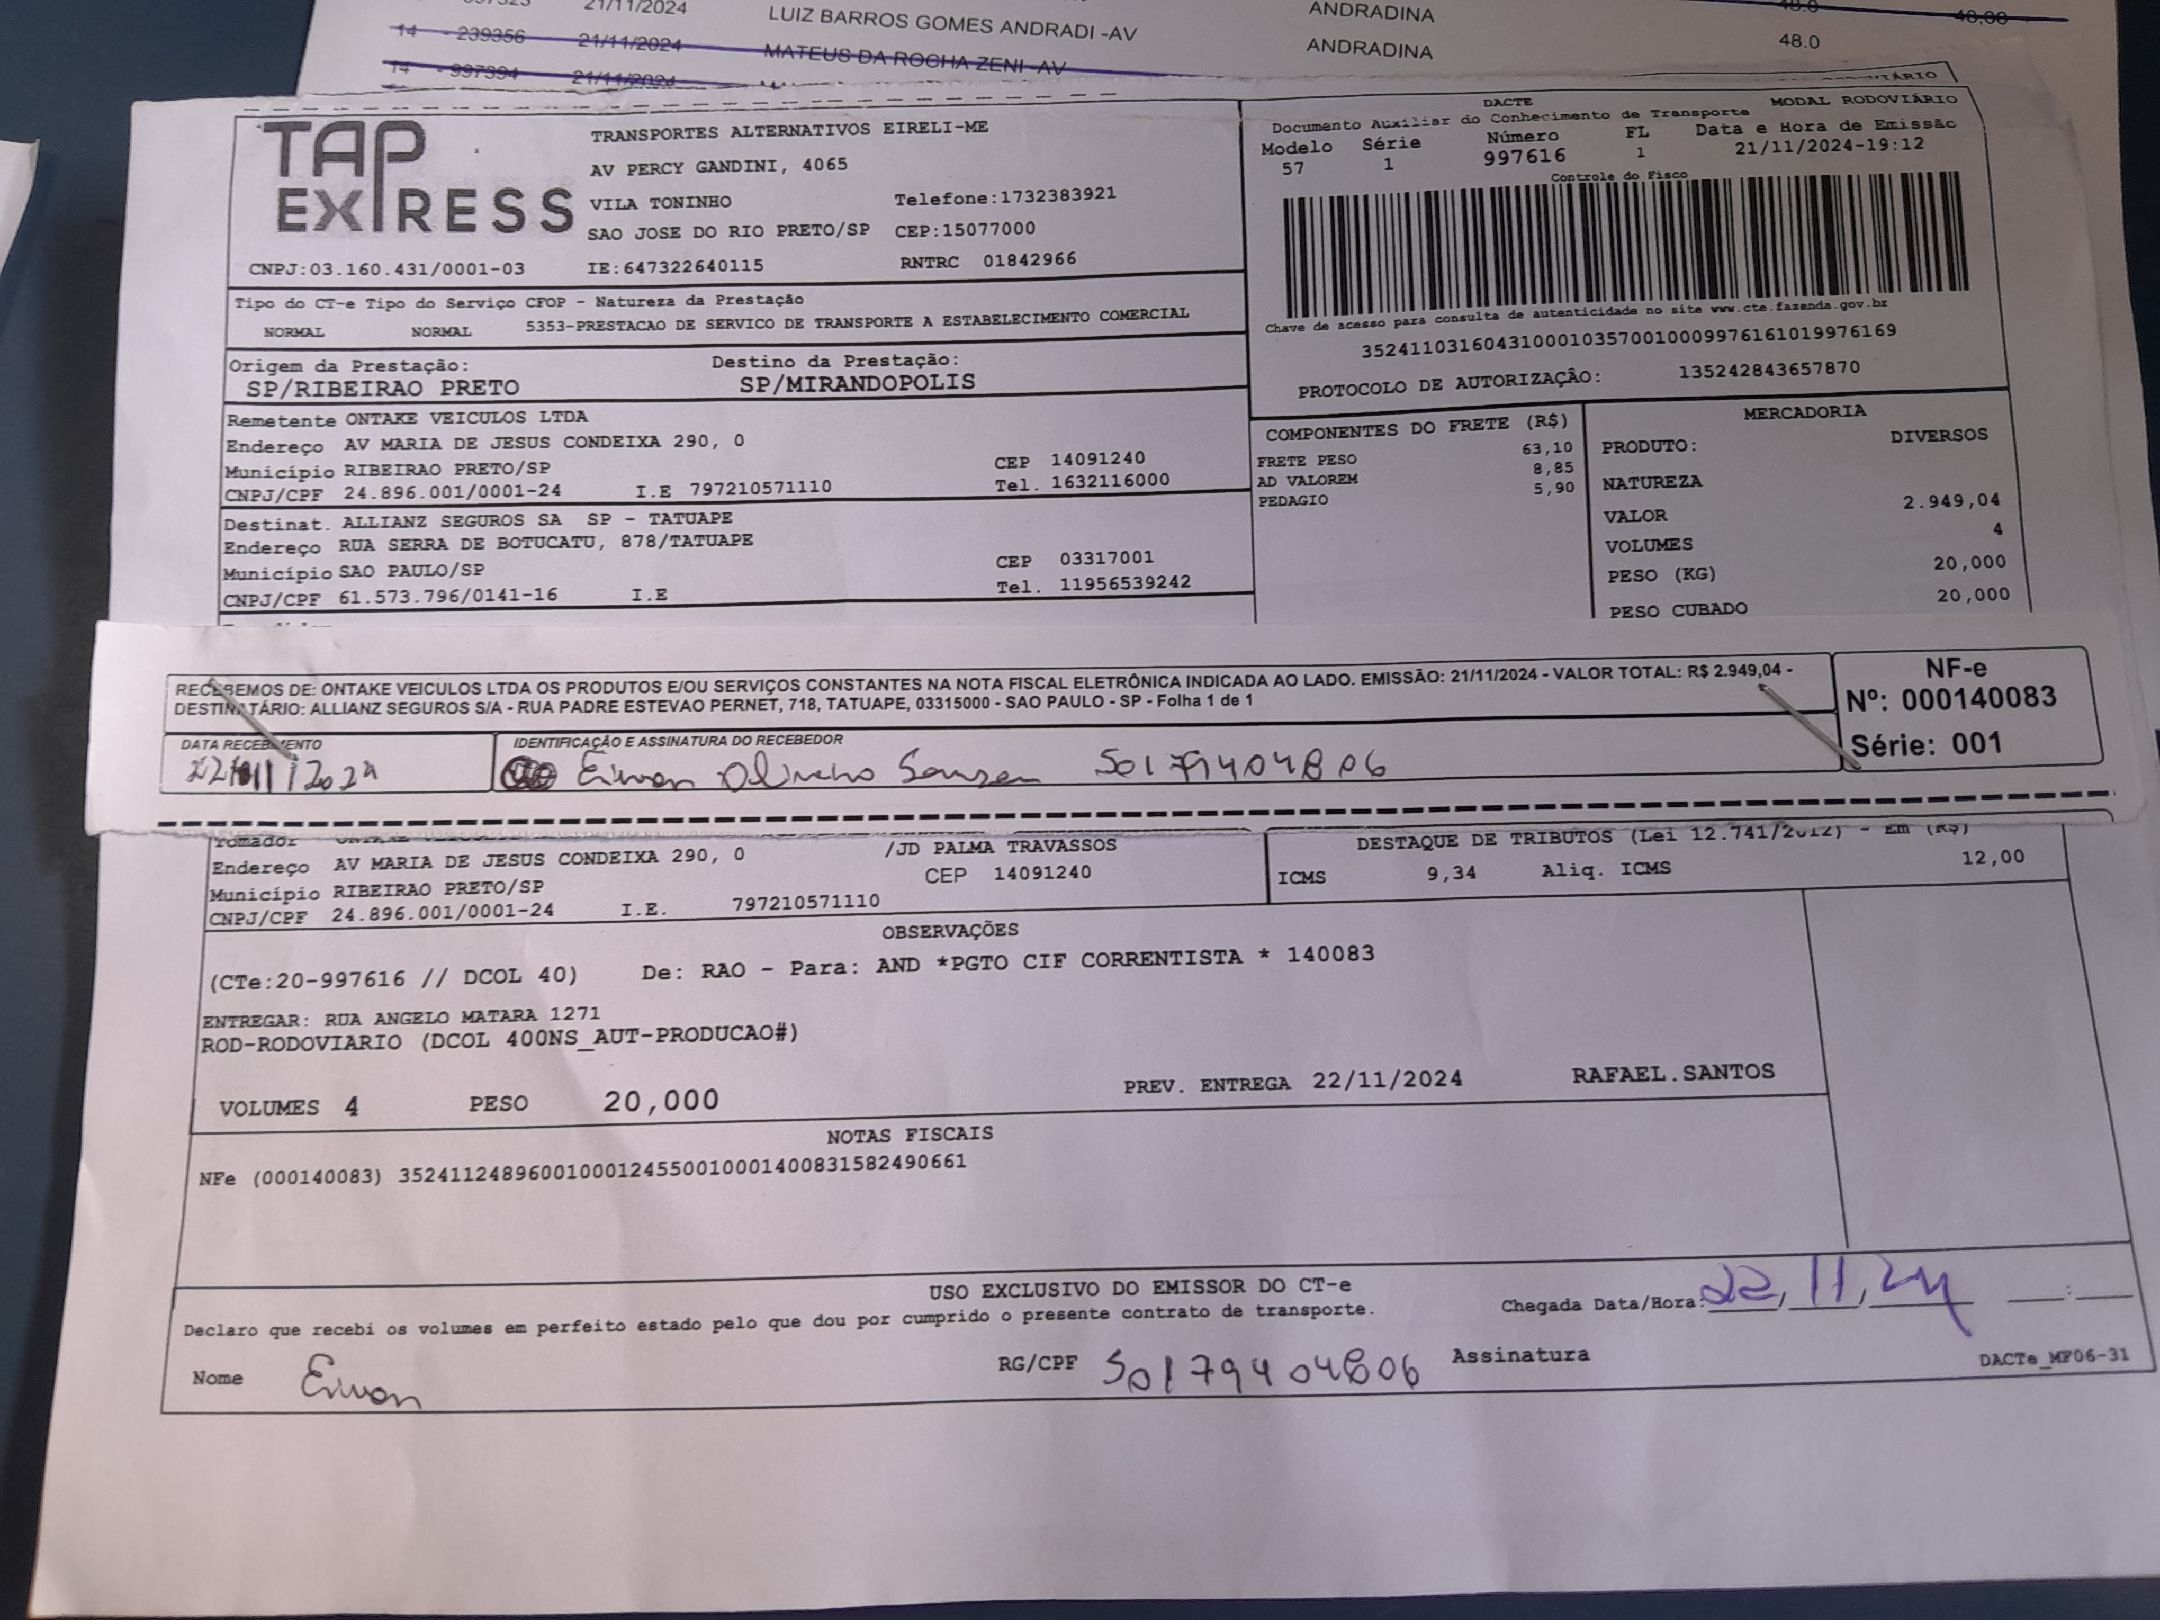 21/11/2024 LUIZ BARROS GOMES ANDRADI -AV ANDRADINA 48.0 40,00
14 - 239356 21/11/2024 MATEUS DA ROCHA ZENI -AV ANDRADINA 48.0
14 - 997394 21/11/2024
TAP EXPRESS
TRANSPORTES ALTERNATIVOS EIRELI-ME
AV PERCY GANDINI, 4065
VILA TONINHO Telefone:1732383921
SAO JOSE DO RIO PRETO/SP CEP:15077000
CNPJ:03.160.431/0001-03 IE:647322640115 RNTRC 01842966
DACTE MODAL RODOVIÁRIO
Documento Auxiliar do Conhecimento de Transporte
Modelo Série Número FL Data e Hora de Emissão
57 1 997616 1 21/11/2024-19:12
Controle do Fisco
Chave de acesso para consulta de autenticidade no site www.cte.fazenda.gov.br
35241103160431000103570010009976161019976169
PROTOCOLO DE AUTORIZAÇÃO: 135242843657870
Tipo do CT-e Tipo do Serviço CFOP - Natureza da Prestação
NORMAL NORMAL 5353-PRESTACAO DE SERVICO DE TRANSPORTE A ESTABELECIMENTO COMERCIAL
Origem da Prestação: Destino da Prestação:
SP/RIBEIRAO PRETO SP/MIRANDOPOLIS
Remetente ONTAKE VEICULOS LTDA
Endereço AV MARIA DE JESUS CONDEIXA 290, 0
Município RIBEIRAO PRETO/SP CEP 14091240
CNPJ/CPF 24.896.001/0001-24 I.E 797210571110 Tel. 1632116000
Destinat. ALLIANZ SEGUROS SA SP - TATUAPE
Endereço RUA SERRA DE BOTUCATU, 878/TATUAPE
Município SAO PAULO/SP CEP 03317001
CNPJ/CPF 61.573.796/0141-16 I.E Tel. 11956539242
COMPONENTES DO FRETE (R$)
FRETE PESO 63,10
AD VALOREM 8,85
PEDAGIO 5,90
MERCADORIA
PRODUTO: DIVERSOS
NATUREZA
VALOR 2.949,04
VOLUMES 4
PESO (KG) 20,000
PESO CUBADO 20,000
RECEBEMOS DE: ONTAKE VEICULOS LTDA OS PRODUTOS E/OU SERVIÇOS CONSTANTES NA NOTA FISCAL ELETRÔNICA INDICADA AO LADO. EMISSÃO: 21/11/2024 - VALOR TOTAL: R$ 2.949,04 -
DESTINATÁRIO: ALLIANZ SEGUROS S/A - RUA PADRE ESTEVAO PERNET, 718, TATUAPE, 03315000 - SAO PAULO - SP - Folha 1 de 1
NF-e
Nº: 000140083
Série: 001
DATA RECEBIMENTO IDENTIFICAÇÃO E ASSINATURA DO RECEBEDOR
50179404806
Tomador
Endereço AV MARIA DE JESUS CONDEIXA 290, 0 /JD PALMA TRAVASSOS
Município RIBEIRAO PRETO/SP CEP 14091240
CNPJ/CPF 24.896.001/0001-24 I.E. 797210571110
DESTAQUE DE TRIBUTOS (Lei 12.741/2012) - Em (R$)
ICMS 9,34 Aliq. ICMS 12,00
OBSERVAÇÕES
(CTe:20-997616 // DCOL 40) De: RAO - Para: AND *PGTO CIF CORRENTISTA * 140083
ENTREGAR: RUA ANGELO MATARA 1271
ROD-RODOVIARIO (DCOL 400NS_AUT-PRODUCAO#)
VOLUMES 4 PESO 20,000 PREV. ENTREGA 22/11/2024 RAFAEL.SANTOS
NOTAS FISCAIS
NFe (000140083) 35241124896001000124550010001400831582490661
USO EXCLUSIVO DO EMISSOR DO CT-e
Declaro que recebi os volumes em perfeito estado pelo que dou por cumprido o presente contrato de transporte. Chegada Data/Hora: 22,11,24 :
Nome RG/CPF 50179404806 Assinatura DACTe_MF06-31